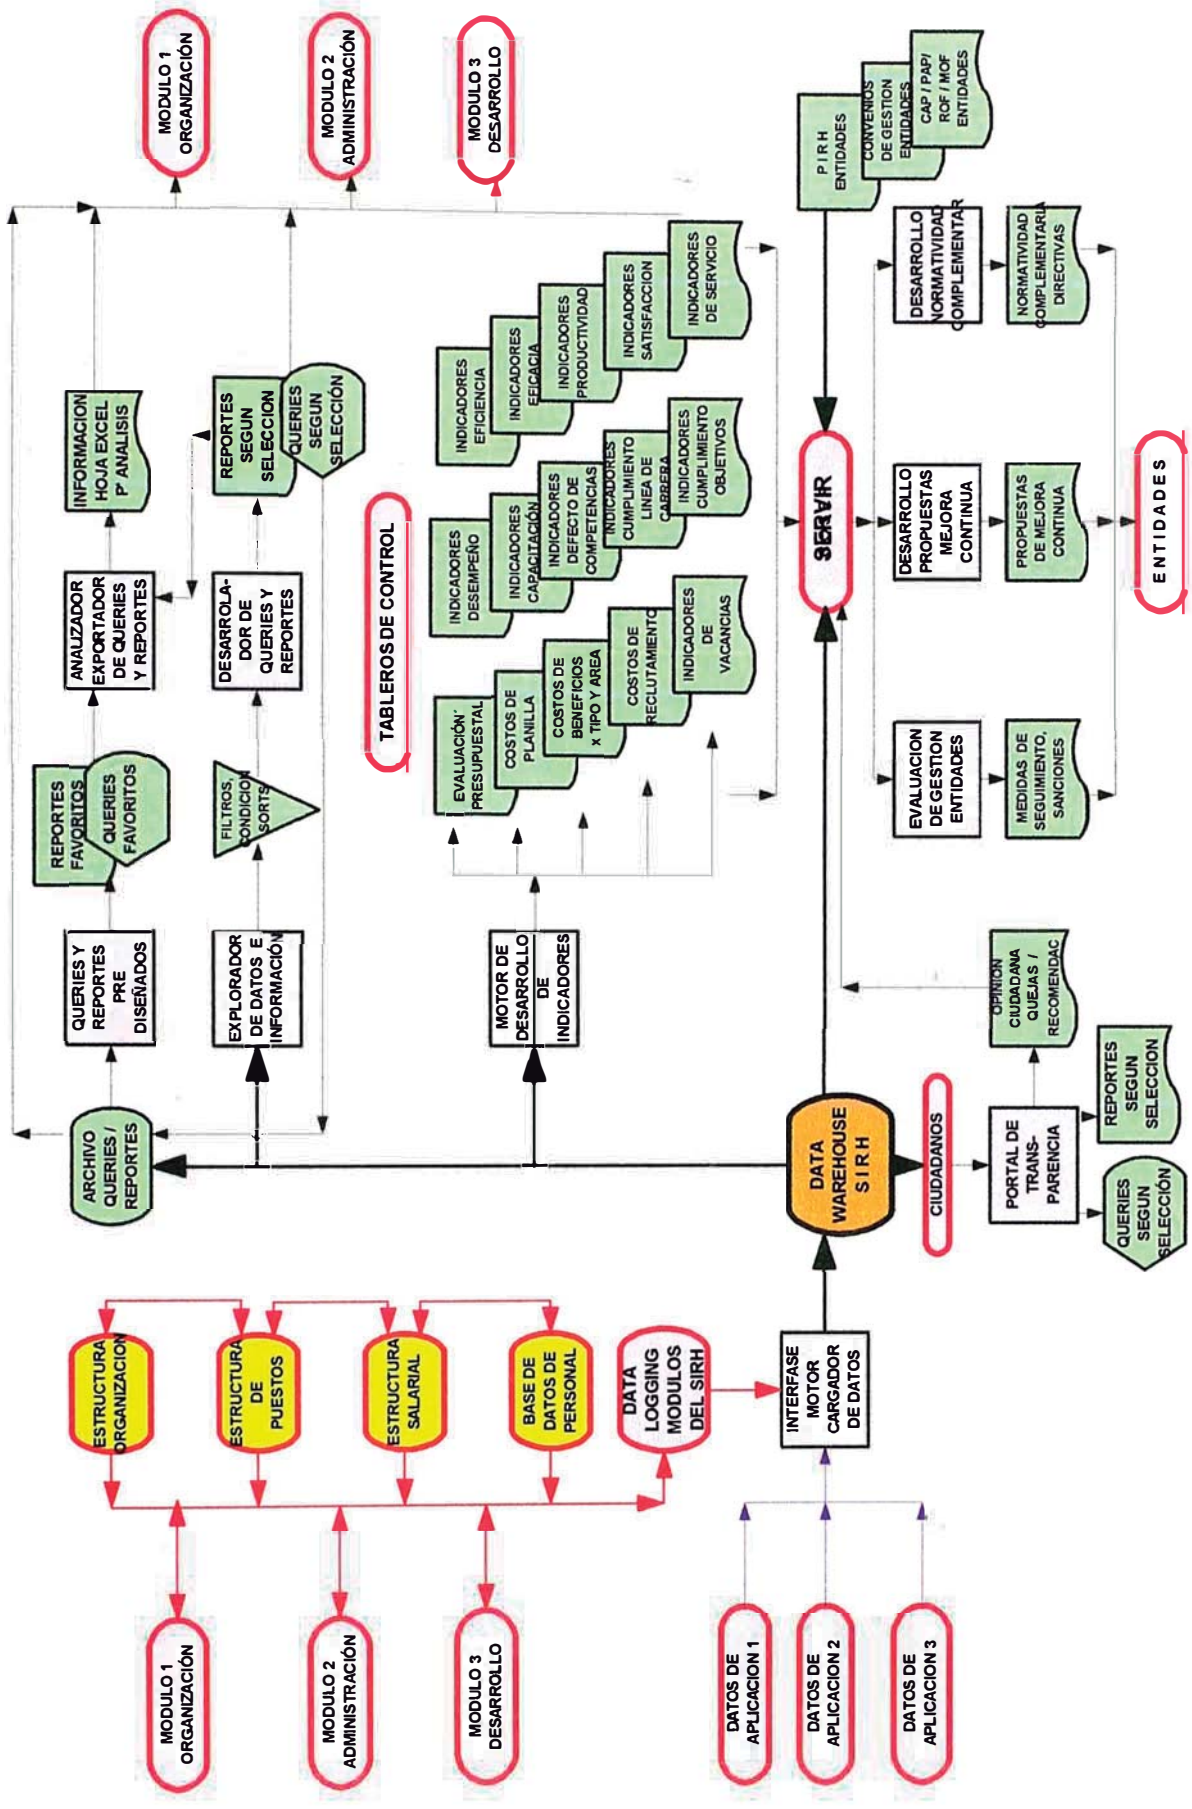 MODULO 1
ORGANIZACIÓN
MODULO 2
ADMINISTRACIÓN
MODULO 3
DESARROLLO
ESTRUCTURA
ORGANIZACION
ESTRUCTURA
DE
PUESTOS
ESTRUCTURA
SALARIAL
BASE DE
DATOS DE
PERSONAL
DATA
LOGGING
MODULOS
DEL SIRH
DATOS DE
APLICACION 1
DATOS DE
APLICACION 2
DATOS DE
APLICACION 3
INTERFASE
MOTOR
CARGADOR
DE DATOS
DATA
WAREHOUSE
S I R H
ARCHIVO
QUERIES /
REPORTES
QUERIES Y
REPORTES
PRE
DISEÑADOS
REPORTES
FAVORITOS
QUERIES
FAVORITOS
ANALIZADOR
EXPORTADOR
DE QUERIES
Y REPORTES
INFORMACION
HOJA EXCEL
P' ANALISIS
EXPLORADOR
DE DATOS E
INFORMACIÓN
FILTROS,
CONDICION
SORTS
DESARROLA-
DOR DE
QUERIES Y
REPORTES
REPORTES
SEGUN
SELECCION
QUERIES
SEGUN
SELECCIÓN
MODULO 1
ORGANIZACIÓN
MODULO 2
ADMINISTRACIÓN
MODULO 3
DESARROLLO
TABLEROS DE CONTROL
MOTOR DE
DESARROLLO
DE
INDICADORES
EVALUACIÓN
PRESUPUESTAL
COSTOS DE
PLANILLA
COSTOS DE
BENEFICIOS
x TIPO Y AREA
COSTOS DE
RECLUTAMIENTO
INDICADORES
DE
VACANCIAS
INDICADORES
DESEMPEÑO
INDICADORES
CAPACITACIÓN
INDICADORES
DEFECTO DE
COMPETENCIAS
INDICADORES
CUMPLIMIENTO
LINEA DE
CARRERA
INDICADORES
CUMPLIMIENTO
OBJETIVOS
INDICADORES
EFICIENCIA
INDICADORES
EFICACIA
INDICADORES
PRODUCTIVIDAD
INDICADORES
SATISFACCION
INDICADORES
DE SERVICIO
SERVIR
P I R H
ENTIDADES
CONVENIOS
DE GESTION
ENTIDADES
CAP / PAP/
ROF / MOF
ENTIDADES
CIUDADANOS
PORTAL DE
TRANS-
PARENCIA
OPINION
CIUDADANA
QUEJAS /
RECOMENDAC
QUERIES
SEGUN
SELECCIÓN
REPORTES
SEGUN
SELECCION
EVALUACION
DE GESTION
ENTIDADES
DESARROLLO
PROPUESTAS
MEJORA
CONTINUA
DESARROLLO
NORMATIVIDAD
COMPLEMENTAR
MEDIDAS DE
SEGUIMIENTO,
SANCIONES
PROPUESTAS
DE MEJORA
CONTINUA
NORMATIVIDAD
COMPLEMENTARIA
DIRECTIVAS
E N T I D A D E S